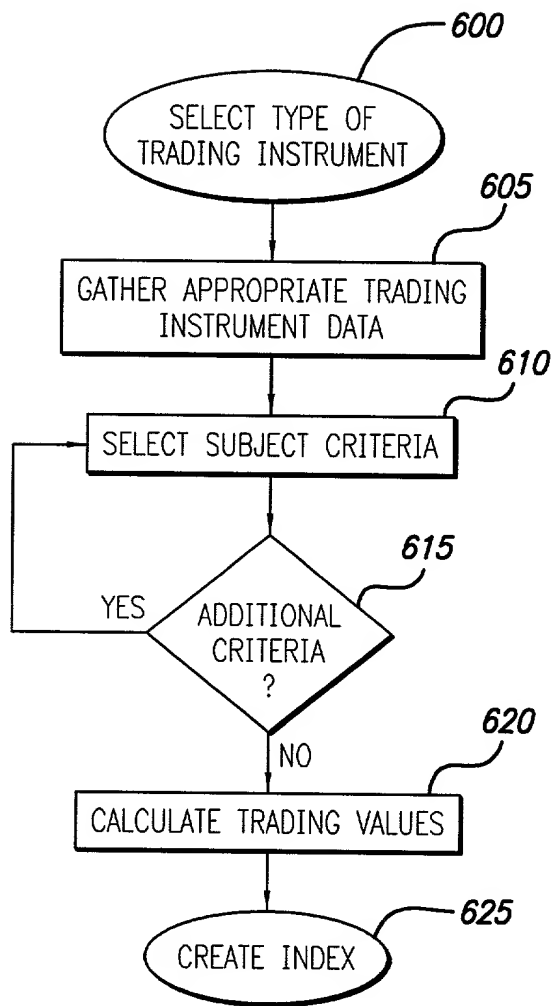 600
SELECT TYPE OF
TRADING INSTRUMENT
605
GATHER APPROPRIATE TRADING
INSTRUMENT DATA
610
SELECT SUBJECT CRITERIA
615
YES
ADDITIONAL
CRITERIA
?
NO
620
CALCULATE TRADING VALUES
625
CREATE INDEX